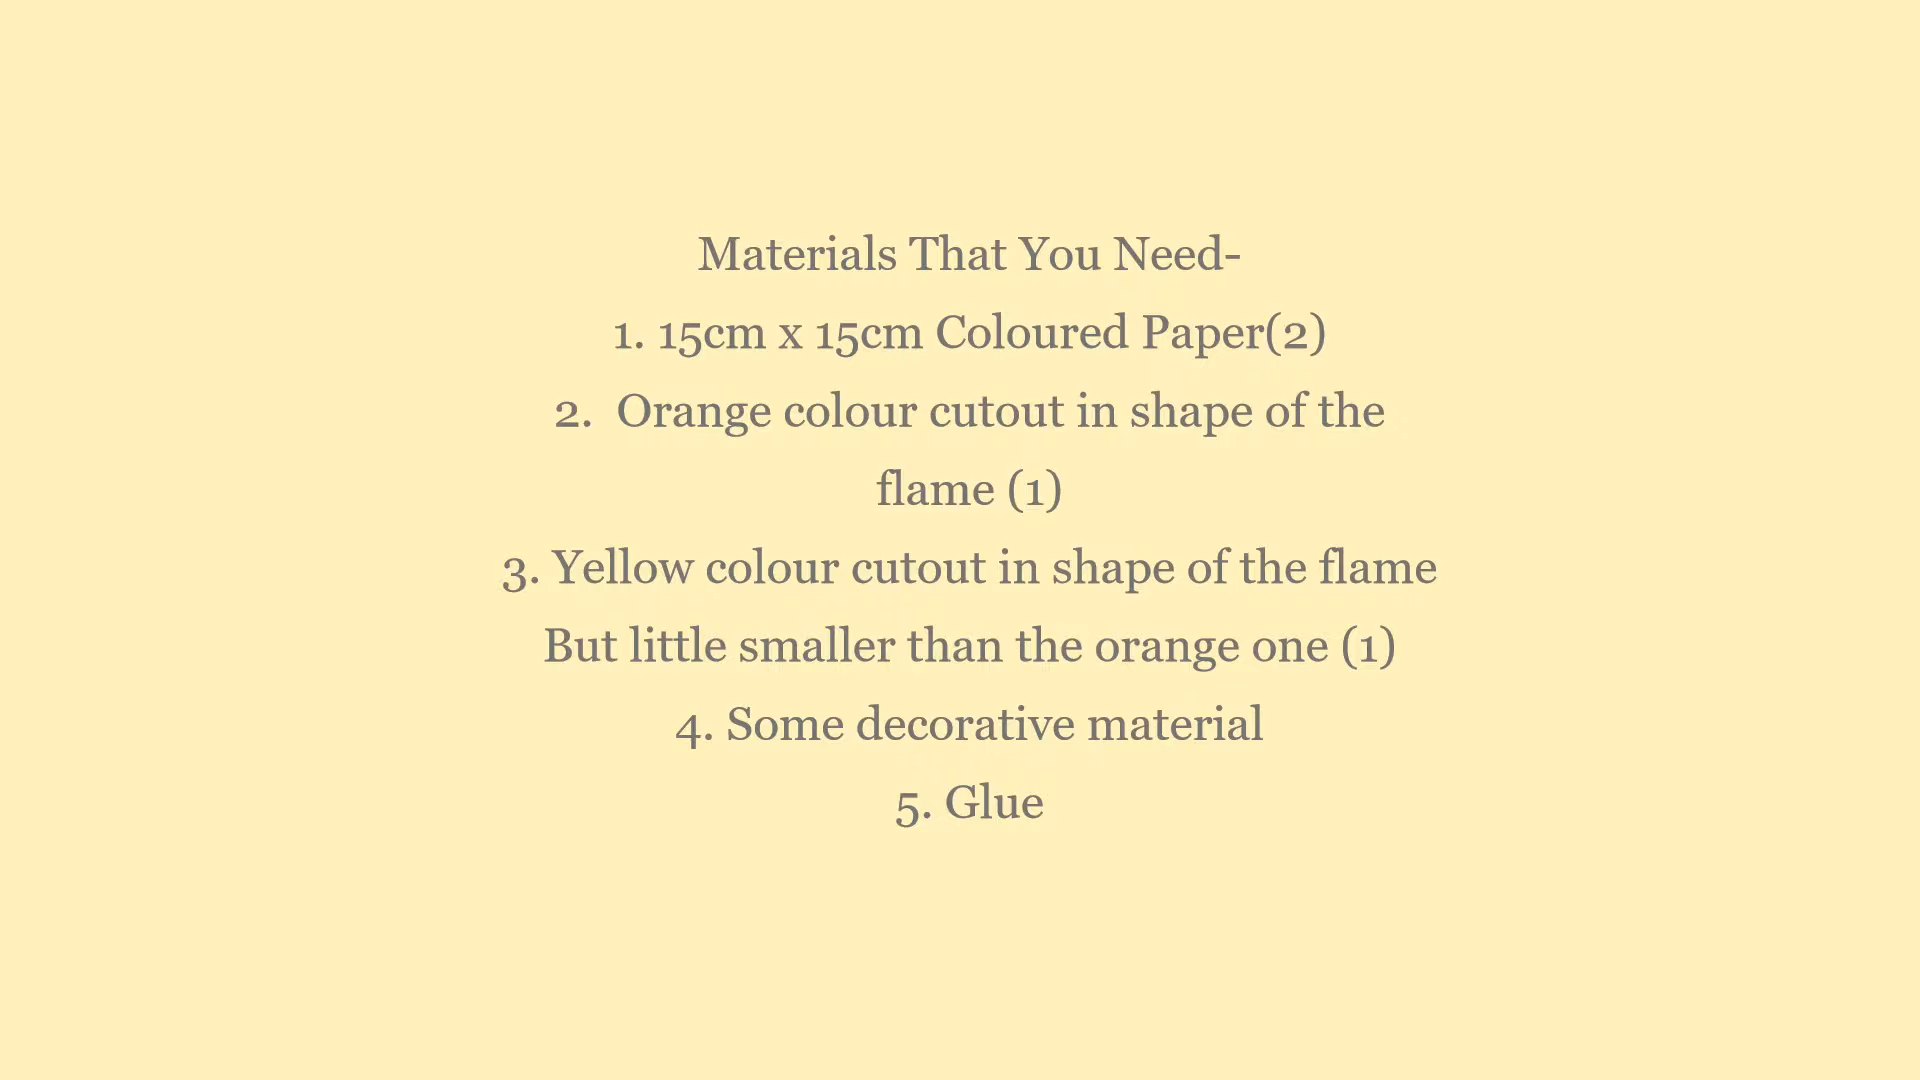 Materials That You Need-
1. 15cm x 15cm Coloured Paper(2)
2.  Orange colour cutout in shape of the
flame (1)
3. Yellow colour cutout in shape of the flame
But little smaller than the orange one (1)
4. Some decorative material
5. Glue